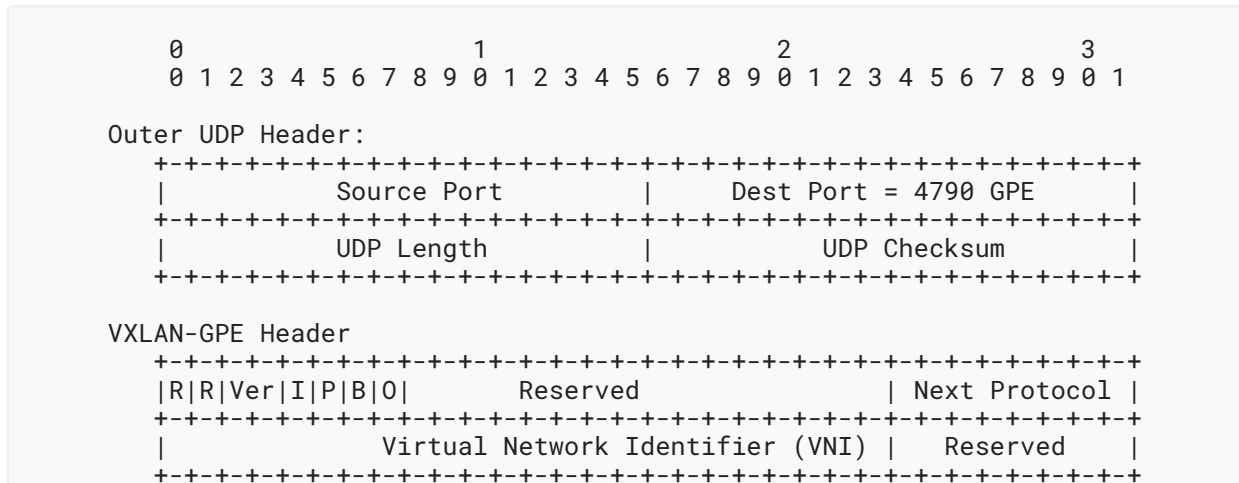 0                   1                   2                   3
0 1 2 3 4 5 6 7 8 9 0 1 2 3 4 5 6 7 8 9 0 1 2 3 4 5 6 7 8 9 0 1
Outer UDP Header:
+-+-+-+-+-+-+-+-+-+-+-+-+-+-+-+-+-+-+-+-+-+-+-+-+-+-+-+-+-+-+-+-+
|           Source Port         |     Dest Port = 4790 GPE      |
+-+-+-+-+-+-+-+-+-+-+-+-+-+-+-+-+-+-+-+-+-+-+-+-+-+-+-+-+-+-+-+-+
|           UDP Length          |           UDP Checksum        |
+-+-+-+-+-+-+-+-+-+-+-+-+-+-+-+-+-+-+-+-+-+-+-+-+-+-+-+-+-+-+-+-+
VXLAN-GPE Header
+-+-+-+-+-+-+-+-+-+-+-+-+-+-+-+-+-+-+-+-+-+-+-+-+-+-+-+-+-+-+-+-+
|R|R|Ver|I|P|B|O|       Reserved                | Next Protocol |
+-+-+-+-+-+-+-+-+-+-+-+-+-+-+-+-+-+-+-+-+-+-+-+-+-+-+-+-+-+-+-+-+
|              Virtual Network Identifier (VNI) |   Reserved    |
+-+-+-+-+-+-+-+-+-+-+-+-+-+-+-+-+-+-+-+-+-+-+-+-+-+-+-+-+-+-+-+-+